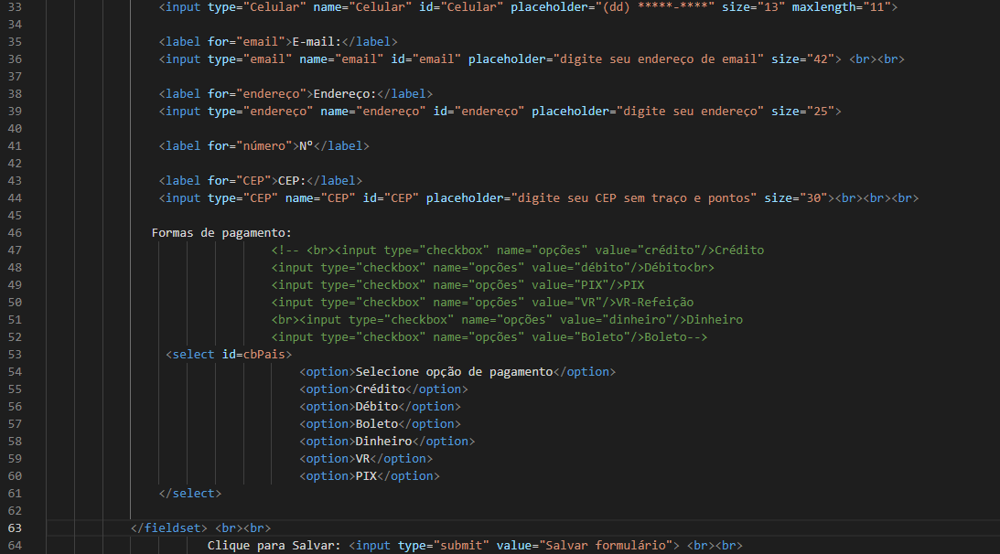 33 <input type="Celular" name="Celular" id="Celular" placeholder="(dd) *****-****" size="13" maxlength="11">
34
35 <label for="email">E-mail:</label>
36 <input type="email" name="email" id="email" placeholder="digite seu endereço de email" size="42"> <br><br>
37
38 <label for="endereço">Endereço:</label>
39 <input type="endereço" name="endereço" id="endereço" placeholder="digite seu endereço" size="25">
40
41 <label for="número">Nº</label>
42
43 <label for="CEP">CEP:</label>
44 <input type="CEP" name="CEP" id="CEP" placeholder="digite seu CEP sem traço e pontos" size="30"><br><br><br>
45
46 Formas de pagamento:
47 <!-- <br><input type="checkbox" name="opções" value="crédito"/>Crédito
48 <input type="checkbox" name="opções" value="débito"/>Débito<br>
49 <input type="checkbox" name="opções" value="PIX"/>PIX
50 <input type="checkbox" name="opções" value="VR"/>VR-Refeição
51 <br><input type="checkbox" name="opções" value="dinheiro"/>Dinheiro
52 <input type="checkbox" name="opções" value="Boleto"/>Boleto-->
53 <select id=cbPais>
54 <option>Selecione opção de pagamento</option>
55 <option>Crédito</option>
56 <option>Débito</option>
57 <option>Boleto</option>
58 <option>Dinheiro</option>
59 <option>VR</option>
60 <option>PIX</option>
61 </select>
62
63 </fieldset> <br><br>
64 Clique para Salvar: <input type="submit" value="Salvar formulário"> <br><br>